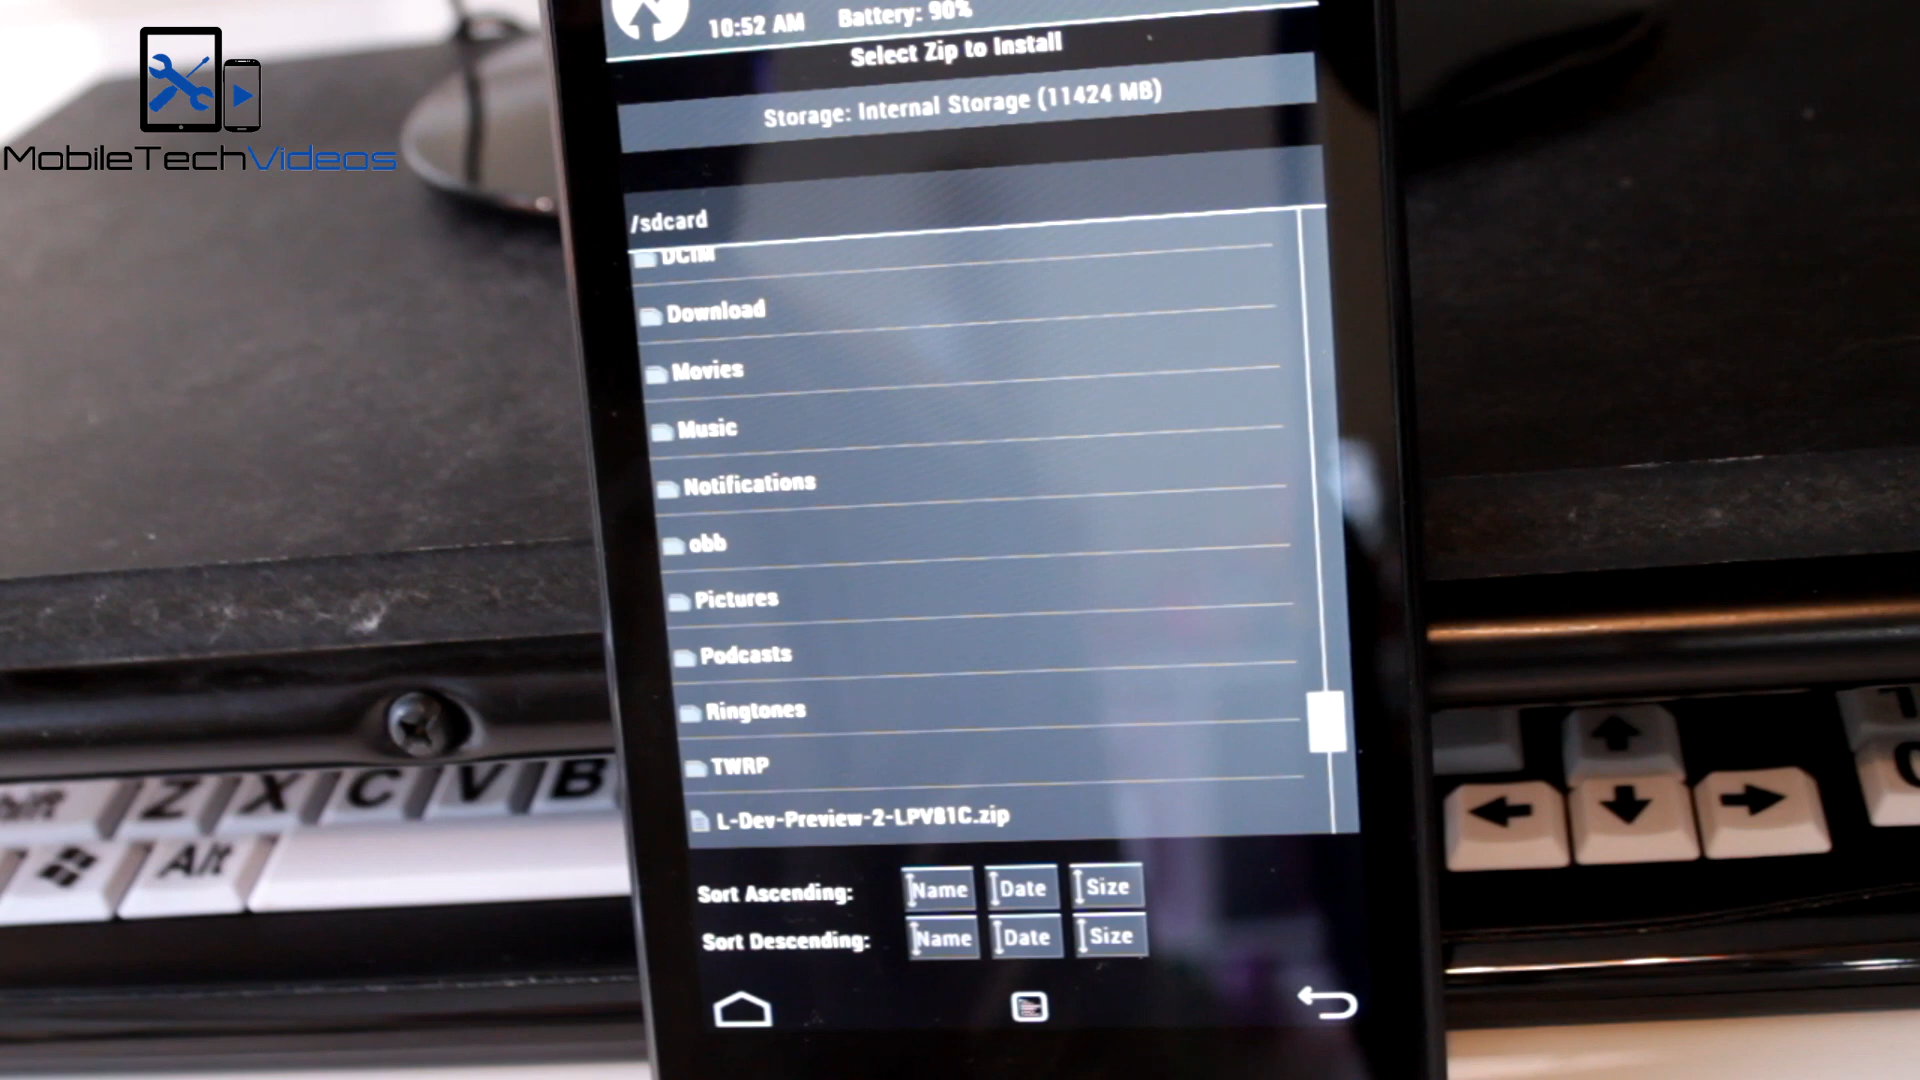 MobileTechVideos
10:52 AM Battery: 90%
Select Zip to Install
Storage: Internal Storage (11424 MB)
/sdcard
DCIM
Download
Movies
Music
Notifications
obb
Pictures
Podcasts
Ringtones
TWRP
L-Dev-Preview-2-LPV81C.zip
Sort Ascending: Name Date Size
Sort Descending: Name Date Size
Z X C V B
Alt